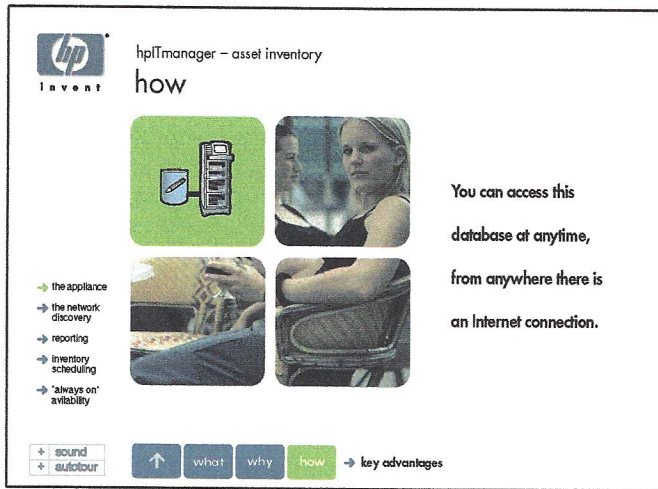 hp
invent
hpITmanager – asset inventory
how
You can access this
database at anytime,
from anywhere there is
an Internet connection.
the appliance
the network
discovery
reporting
inventory
scheduling
"always on"
avilability
+ sound
+ autotour
what
why
how
key advantages